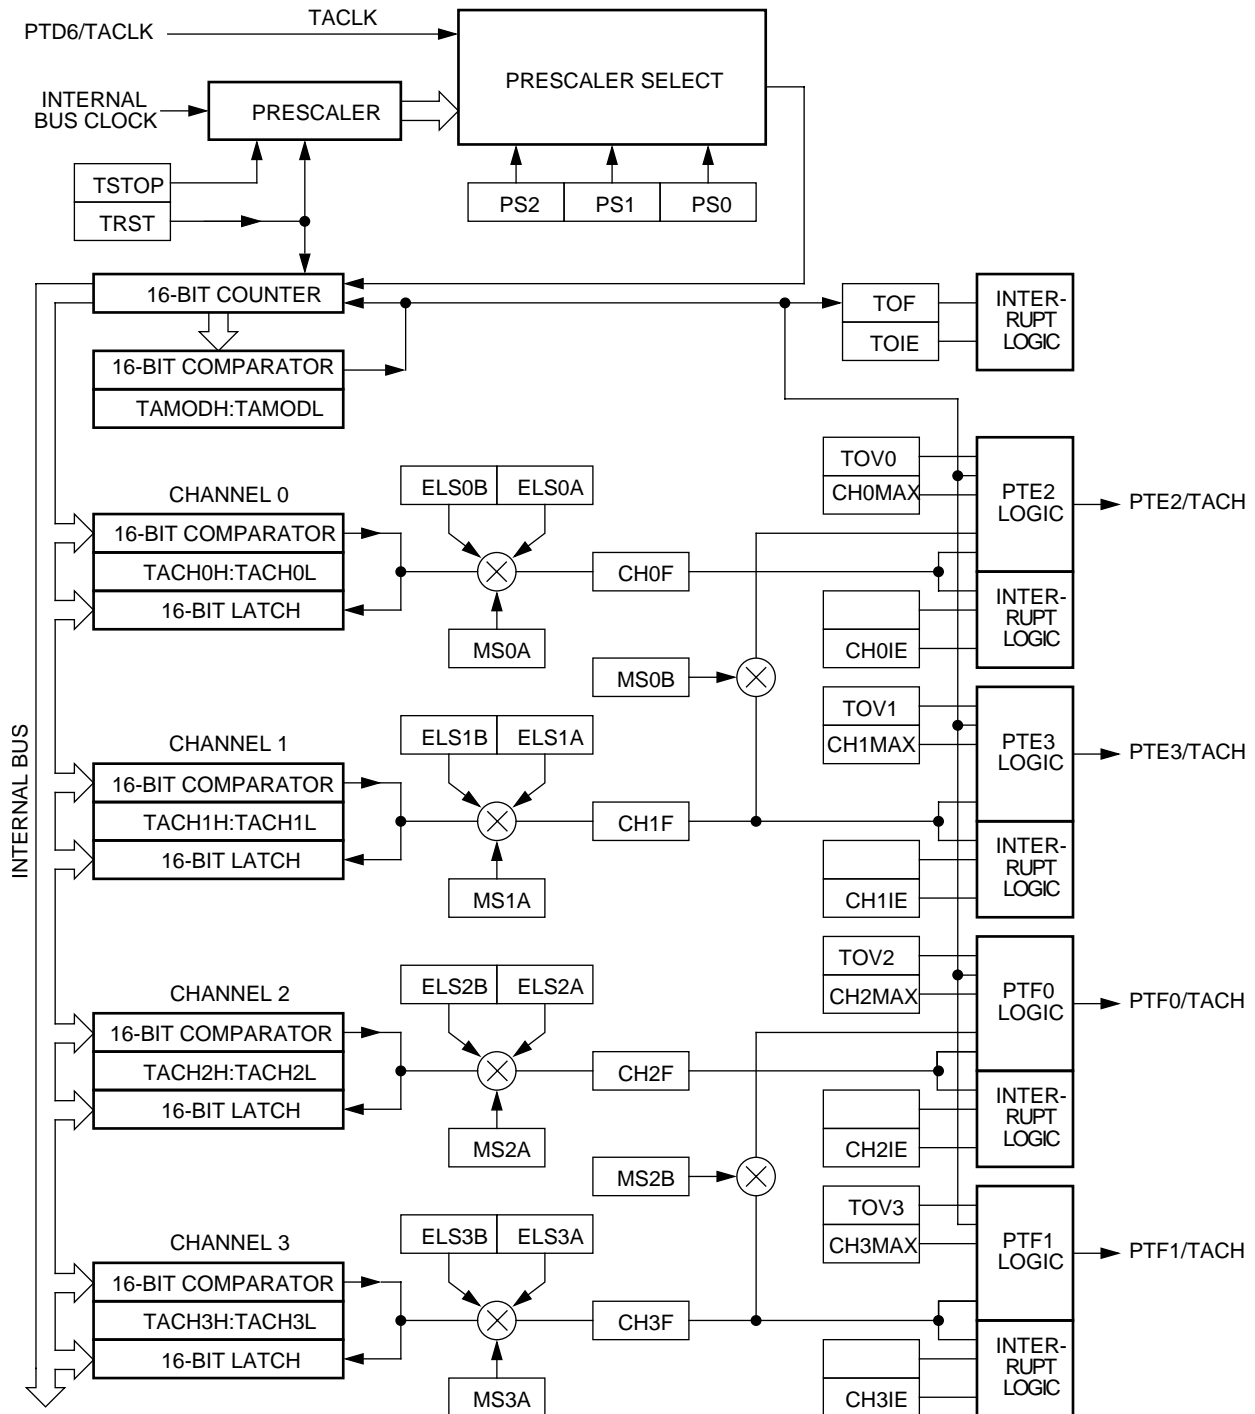 TACLK
PTD6/TACLK
PRESCALER SELECT
INTERNAL
BUS CLOCK
PRESCALER
TSTOP
TRST
PS2
PS1
PS0
16-BIT COUNTER
16-BIT COMPARATOR
TAMODH:TAMODL
TOF
TOIE
INTER-
RUPT
LOGIC
INTERNAL BUS
CHANNEL 0
16-BIT COMPARATOR
TACH0H:TACH0L
16-BIT LATCH
ELS0B
ELS0A
MS0A
CH0F
MS0B
TOV0
CH0MAX
PTE2
LOGIC
PTE2/TACH
CH0IE
INTER-
RUPT
LOGIC
CHANNEL 1
16-BIT COMPARATOR
TACH1H:TACH1L
16-BIT LATCH
ELS1B
ELS1A
MS1A
CH1F
TOV1
CH1MAX
PTE3
LOGIC
PTE3/TACH
CH1IE
INTER-
RUPT
LOGIC
CHANNEL 2
16-BIT COMPARATOR
TACH2H:TACH2L
16-BIT LATCH
ELS2B
ELS2A
MS2A
CH2F
MS2B
TOV2
CH2MAX
PTF0
LOGIC
PTF0/TACH
CH2IE
INTER-
RUPT
LOGIC
CHANNEL 3
16-BIT COMPARATOR
TACH3H:TACH3L
16-BIT LATCH
ELS3B
ELS3A
MS3A
CH3F
TOV3
CH3MAX
PTF1
LOGIC
PTF1/TACH
CH3IE
INTER-
RUPT
LOGIC